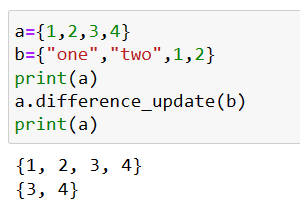 a={1,2,3,4}
b={"one","two",1,2}
print(a)
a.difference_update(b)
print(a)
{1, 2, 3, 4}
{3, 4}